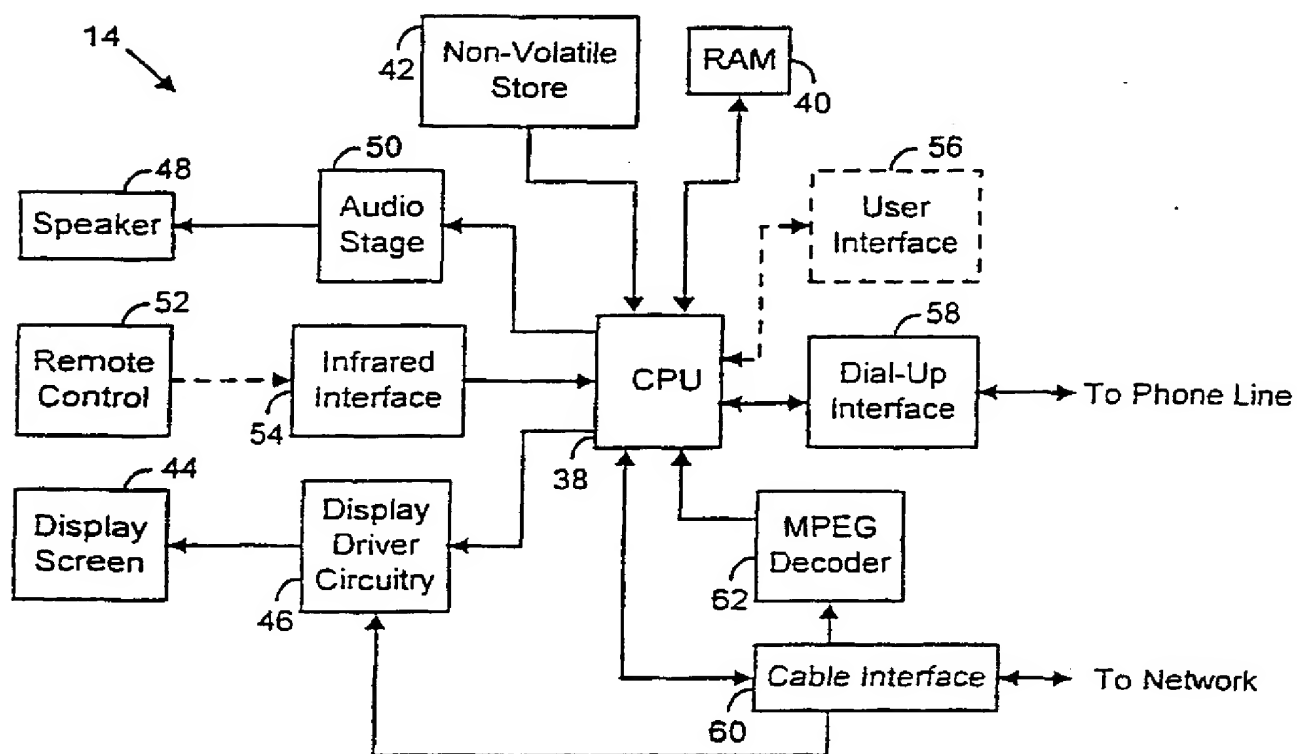 14
42
Non-Volatile
Store
RAM
40
50
48
Speaker
Audio
Stage
56
User
Interface
52
Remote
Control
Infrared
Interface
54
CPU
38
58
Dial-Up
Interface
To Phone Line
44
Display
Screen
Display
Driver
Circuitry
46
MPEG
Decoder
62
Cable Interface
60
To Network